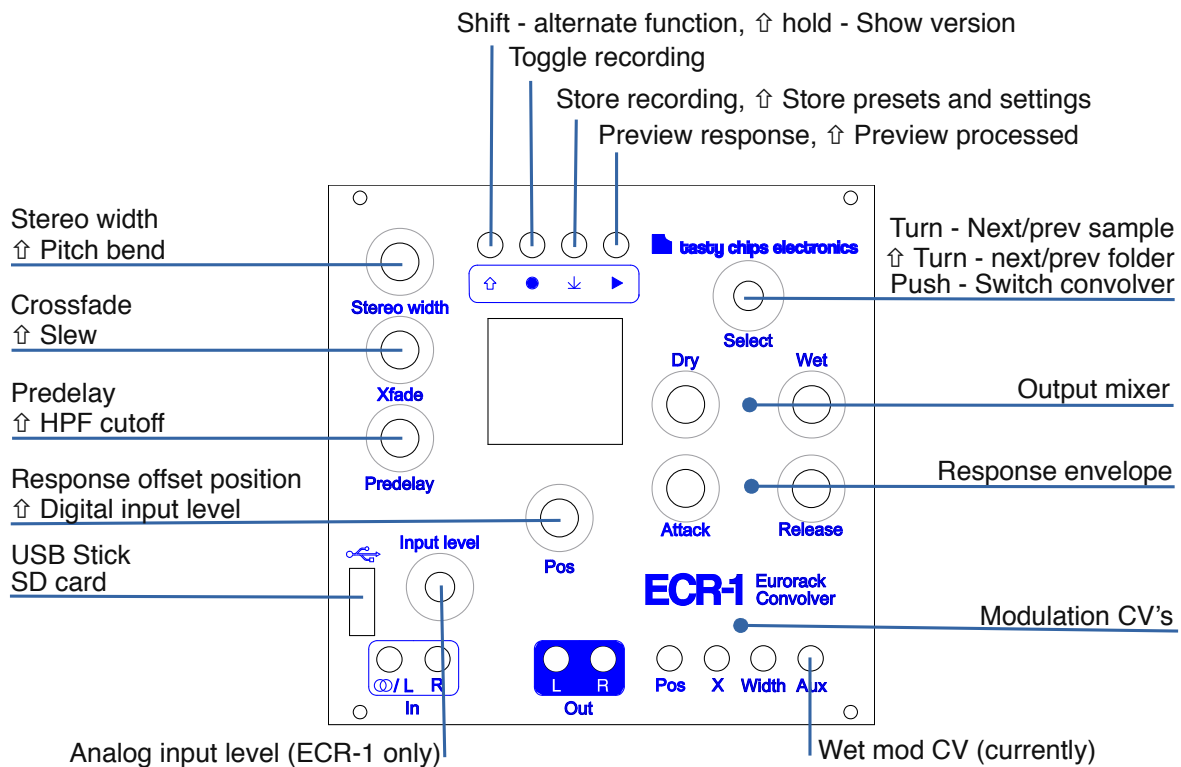 Shift - alternate function, ⇧ hold - Show version
Toggle recording
Store recording, ⇧ Store presets and settings
Preview response, ⇧ Preview processed
Stereo width
⇧ Pitch bend
Crossfade
⇧ Slew
Predelay
⇧ HPF cutoff
Response offset position
⇧ Digital input level
USB Stick
SD card
Stereo width
Xfade
Predelay
Input level
Pos
tasty chips electronics
Select
Dry Wet
Attack Release
ECR-1 Eurorack
Convolver
/ L R
In
L R
Out
Pos X Width Aux
Turn - Next/prev sample
⇧ Turn - next/prev folder
Push - Switch convolver
Output mixer
Response envelope
Modulation CV's
Analog input level (ECR-1 only)
Wet mod CV (currently)